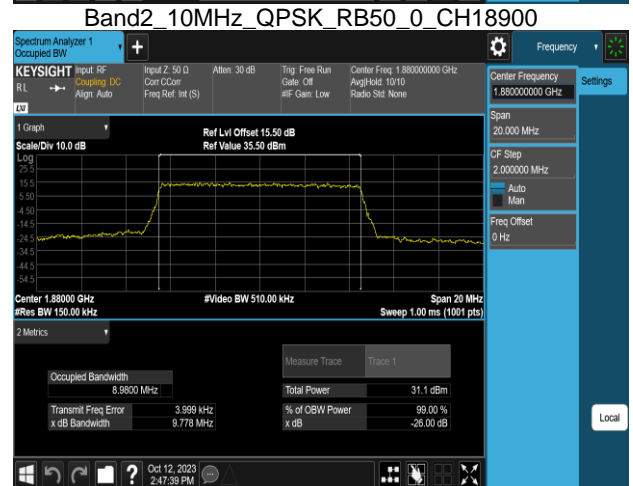 Band2_10MHz_QPSK_RB50_0_CH18900
Spectrum Analyzer 1
Occupied BW
KEYSIGHT
RL
Input: RF
Coupling: DC
Align: Auto
Input Z: 50 Ω
Corr CCorr
Freq Ref: Int (S)
Atten: 30 dB
Trig: Free Run
Gate: Off
#IF Gain: Low
Center Freq: 1.880000000 GHz
Avg|Hold: 10/10
Radio Std: None
LXI
1 Graph
Scale/Div 10.0 dB
Ref Lvl Offset 15.50 dB
Ref Value 35.50 dBm
Log
25.5
15.5
5.50
-4.50
-14.5
-24.5
-34.5
-44.5
-54.5
Center 1.88000 GHz
#Res BW 150.00 kHz
#Video BW 510.00 kHz
Span 20 MHz
Sweep 1.00 ms (1001 pts)
2 Metrics
Measure Trace
Trace 1
Occupied Bandwidth
8.9800 MHz
Total Power
31.1 dBm
Transmit Freq Error
3.999 kHz
% of OBW Power
99.00 %
x dB Bandwidth
9.778 MHz
x dB
-26.00 dB
Frequency
Settings
Center Frequency
1.880000000 GHz
Span
20.000 MHz
CF Step
2.000000 MHz
Auto
Man
Freq Offset
0 Hz
Local
?
Oct 12, 2023
2:47:39 PM